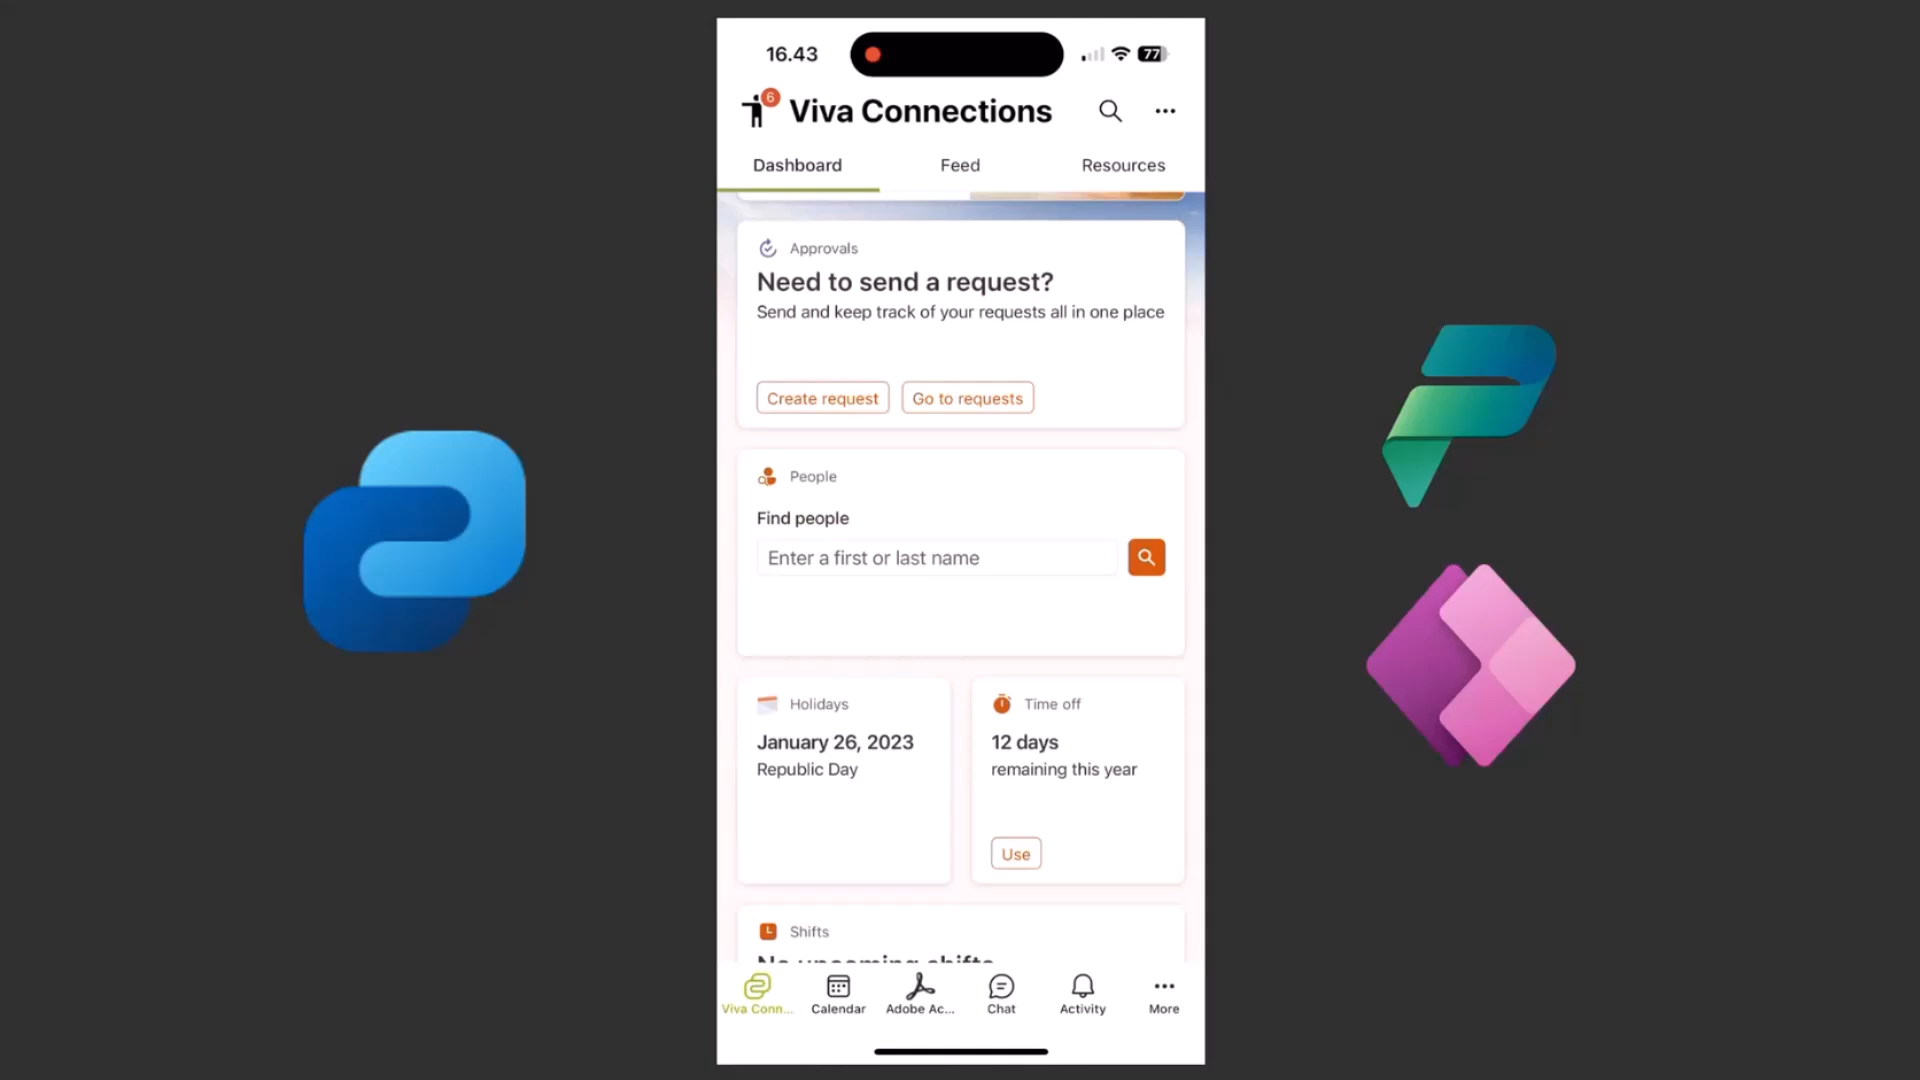 16.43
77
6
Viva Connections
Dashboard
Feed
Resources
Approvals
Need to send a request?
Send and keep track of your requests all in one place
Create request
Go to requests
People
Find people
Enter a first or last name
Holidays
January 26, 2023
Republic Day
Time off
12 days
remaining this year
Use
Shifts
No upcoming shifts
Viva Conn...
Calendar
Adobe Ac...
Chat
Activity
More